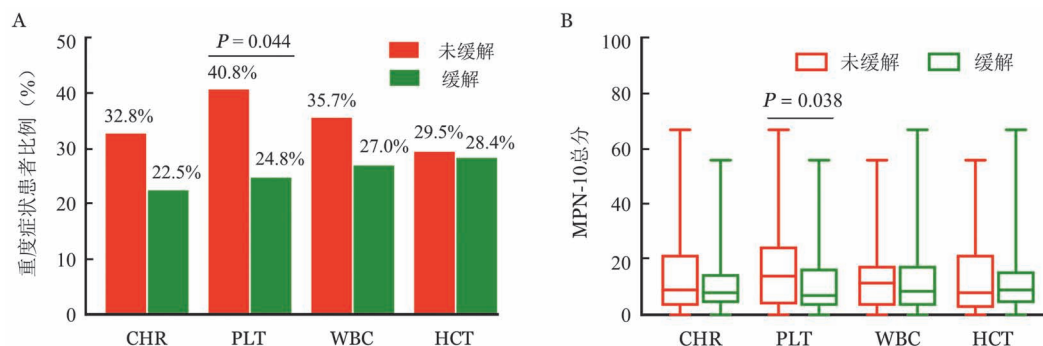 A
重度症状患者比例（%）
50
40
30
20
10
0
P = 0.044
未缓解
缓解
32.8%
22.5%
40.8%
24.8%
35.7%
27.0%
29.5%
28.4%
CHR
PLT
WBC
HCT
B
MPN-10总分
100
80
60
40
20
0
未缓解
缓解
P = 0.038
CHR
PLT
WBC
HCT